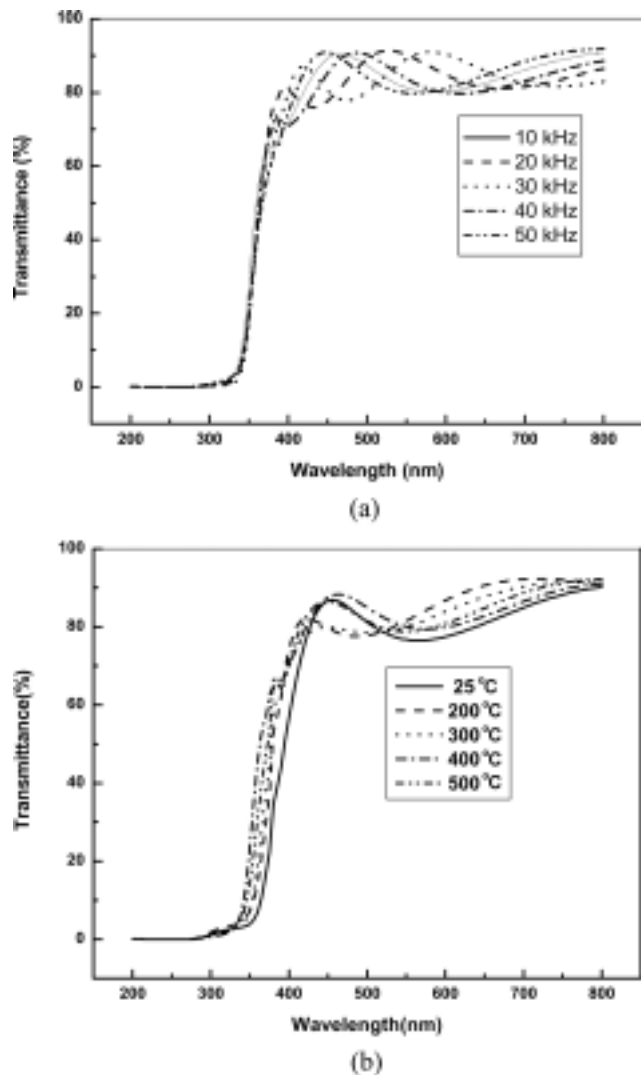 100
80
60
40
20
0
Transmittance (%)
10 kHz
20 kHz
30 kHz
40 kHz
50 kHz
200 300 400 500 600 700 800
Wavelength (nm)
(a)
100
80
60
40
20
0
Transmittance(%)
25°C
200°C
300°C
400°C
500°C
200 300 400 500 600 700 800
Wavelength(nm)
(b)